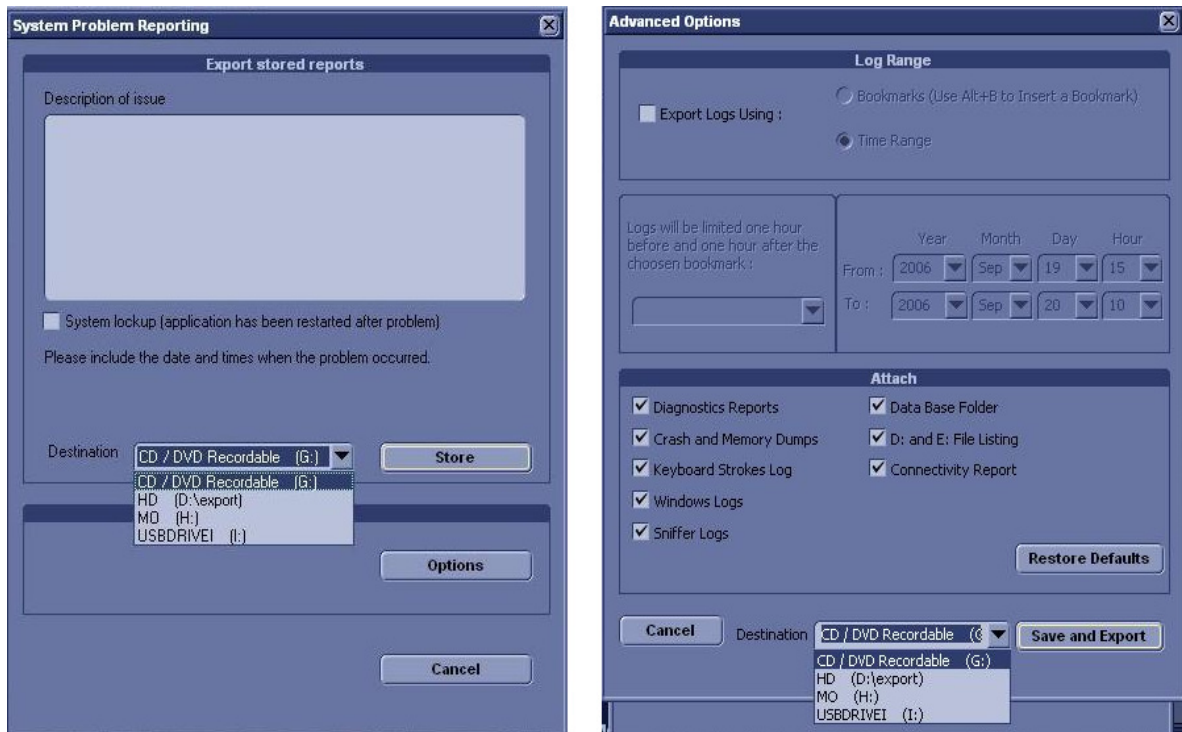 System Problem Reporting
Export stored reports
Description of issue
System lockup (application has been restarted after problem)
Please include the date and times when the problem occurred.
Destination
CD / DVD Recordable (G:)
Store
CD / DVD Recordable (G:)
HD (D:\export)
MO (H:)
USBDRIVEI (I:)
Options
Cancel
Advanced Options
Log Range
Export Logs Using :
Bookmarks (Use Alt+B to Insert a Bookmark)
Time Range
Logs will be limited one hour
before and one hour after the
choosen bookmark :
Year Month Day Hour
From : 2006 Sep 19 15
To : 2006 Sep 20 10
Attach
Diagnostics Reports
Data Base Folder
Crash and Memory Dumps
D: and E: File Listing
Keyboard Strokes Log
Connectivity Report
Windows Logs
Sniffer Logs
Restore Defaults
Cancel
Destination
CD / DVD Recordable (G
Save and Export
CD / DVD Recordable (G:)
HD (D:\export)
MO (H:)
USBDRIVEI (I:)